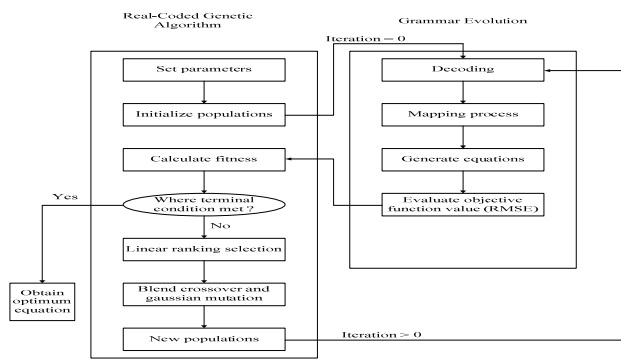 Real-Coded Genetic
Algorithm
Grammar Evolution
Iteration = 0
Set parameters
Decoding
Initialize populations
Mapping process
Calculate fitness
Generate equations
Yes
Where terminal
condition met ?
Evaluate objective
function value (RMSE)
No
Linear ranking selection
Obtain
optimum
equation
Blend crossover and
gaussian mutation
New populations
Iteration > 0